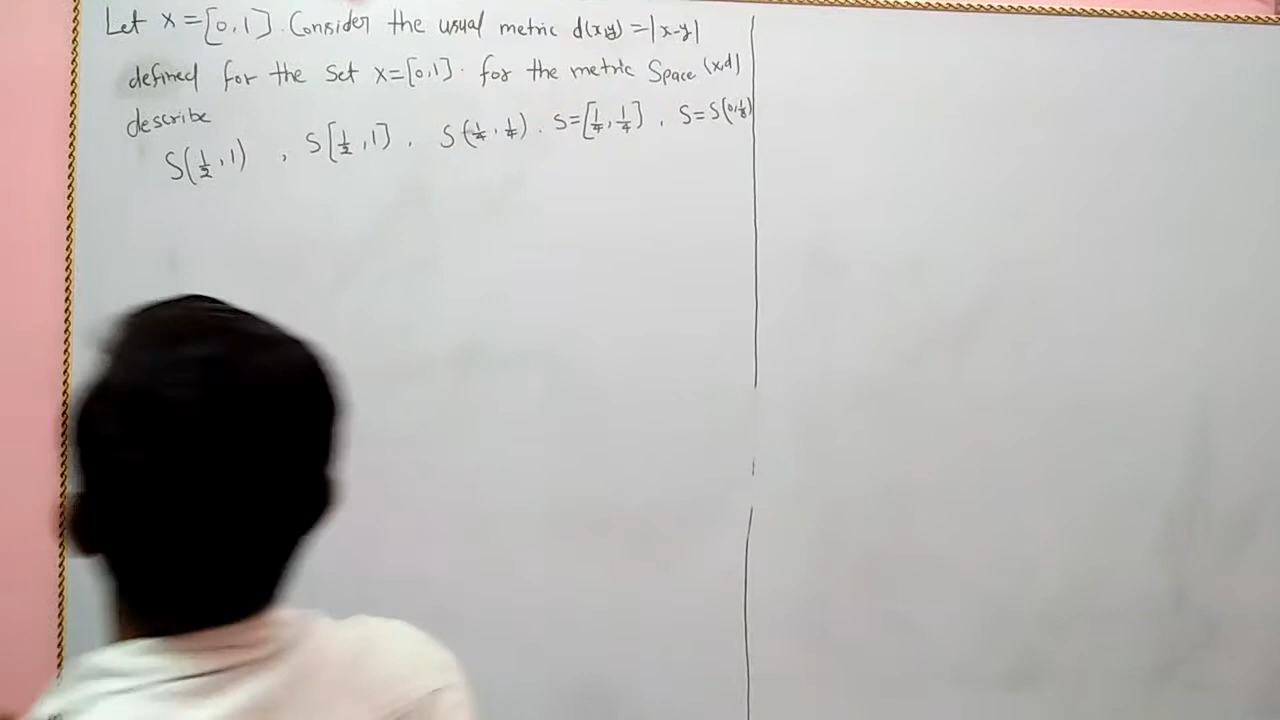 Let X = [0,1]. Consider the usual metric d(x,y) = |x-y|
defined for the set X=[0,1]. for the metric Space (X,d)
describe
S(1/2, 1) , S[1/2, 1] . S(1/4, 1/4) . S=[1/4, 1/4] . S=S(0,1/8)